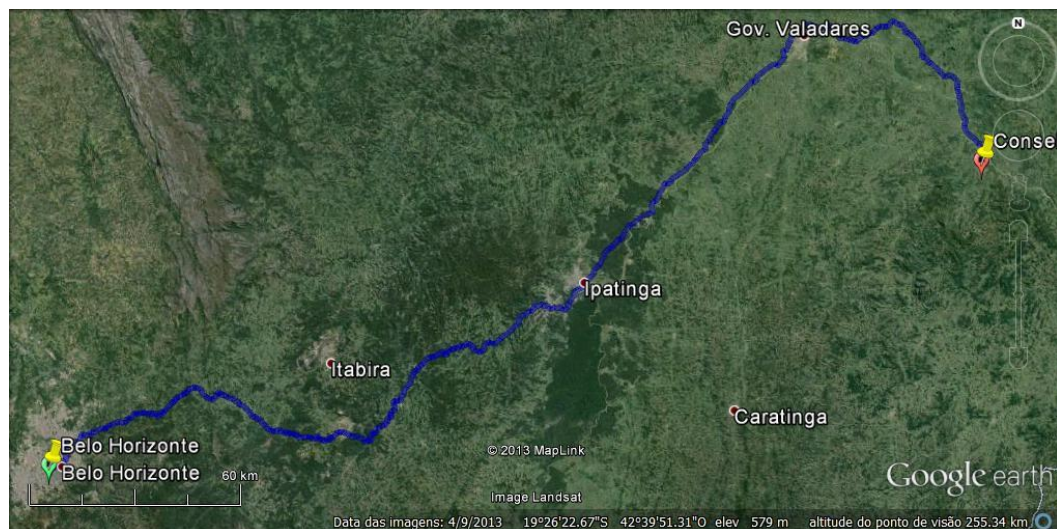 Gov. Valadares
N
Conse
Ipatinga
Itabira
Caratinga
Belo Horizonte
Belo Horizonte
© 2013 MapLink
60 km
Google earth
Image Landsat
Data das imagens: 4/9/2013 19°26'22.67"S 42°39'51.31"O elev 579 m altitude do ponto de visão 255.34 km